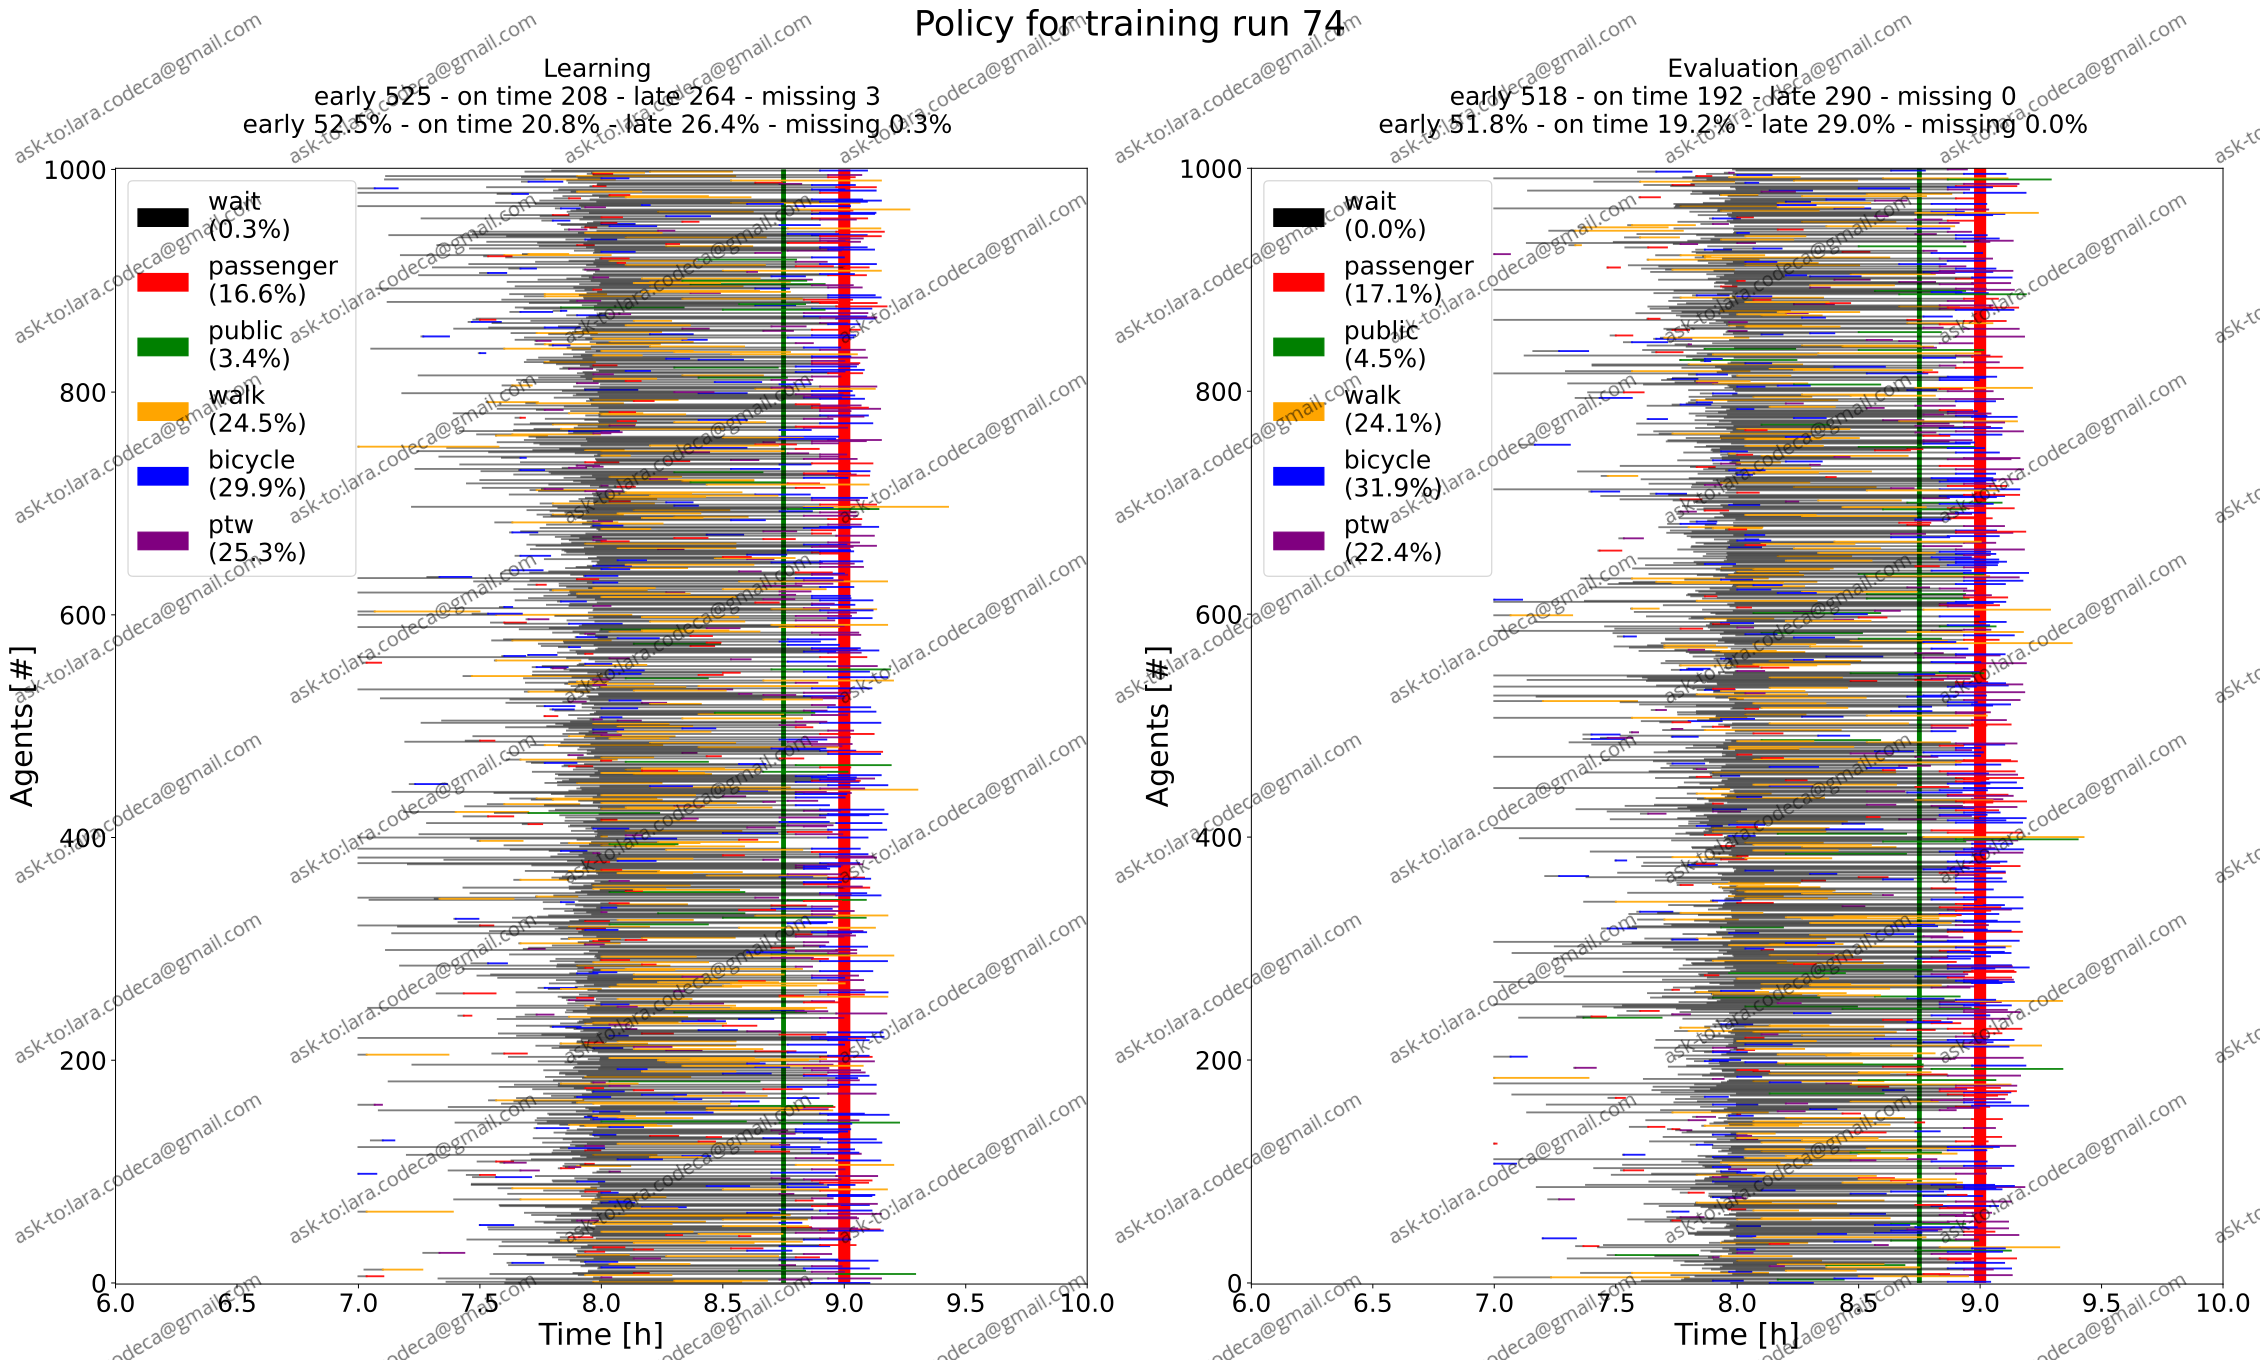 Policy for training run 74
Learning
early 525 - on time 208 - late 264 - missing 3
early 52.5% - on time 20.8% - late 26.4% - missing 0.3%
Agents [#]
1000
800
600
400
200
0
wait
(0.3%)
passenger
(16.6%)
public
(3.4%)
walk
(24.5%)
bicycle
(29.9%)
ptw
(25.3%)
6.0 6.5 7.0 7.5 8.0 8.5 9.0 9.5 10.0
Time [h]
Evaluation
early 518 - on time 192 - late 290 - missing 0
early 51.8% - on time 19.2% - late 29.0% - missing 0.0%
Agents [#]
1000
800
600
400
200
0
wait
(0.0%)
passenger
(17.1%)
public
(4.5%)
walk
(24.1%)
bicycle
(31.9%)
ptw
(22.4%)
6.0 6.5 7.0 7.5 8.0 8.5 9.0 9.5 10.0
Time [h]
ask-to:lara.codeca@gmail.com